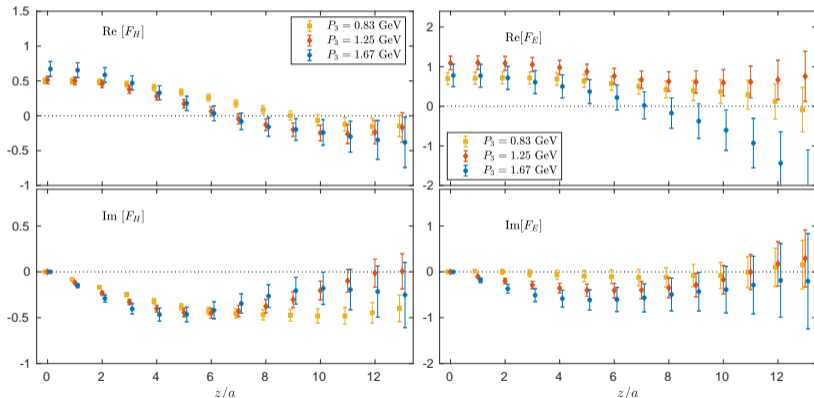 Re [F_H]
P_3 = 0.83 GeV
P_3 = 1.25 GeV
P_3 = 1.67 GeV
1.5
1
0.5
0
-0.5
-1
Re[F_E]
P_3 = 0.83 GeV
P_3 = 1.25 GeV
P_3 = 1.67 GeV
2
1
0
-1
-2
Im [F_H]
0.5
0
-0.5
-1
0 2 4 6 8 10 12
z/a
Im[F_E]
1
0
-1
-2
0 2 4 6 8 10 12
z/a